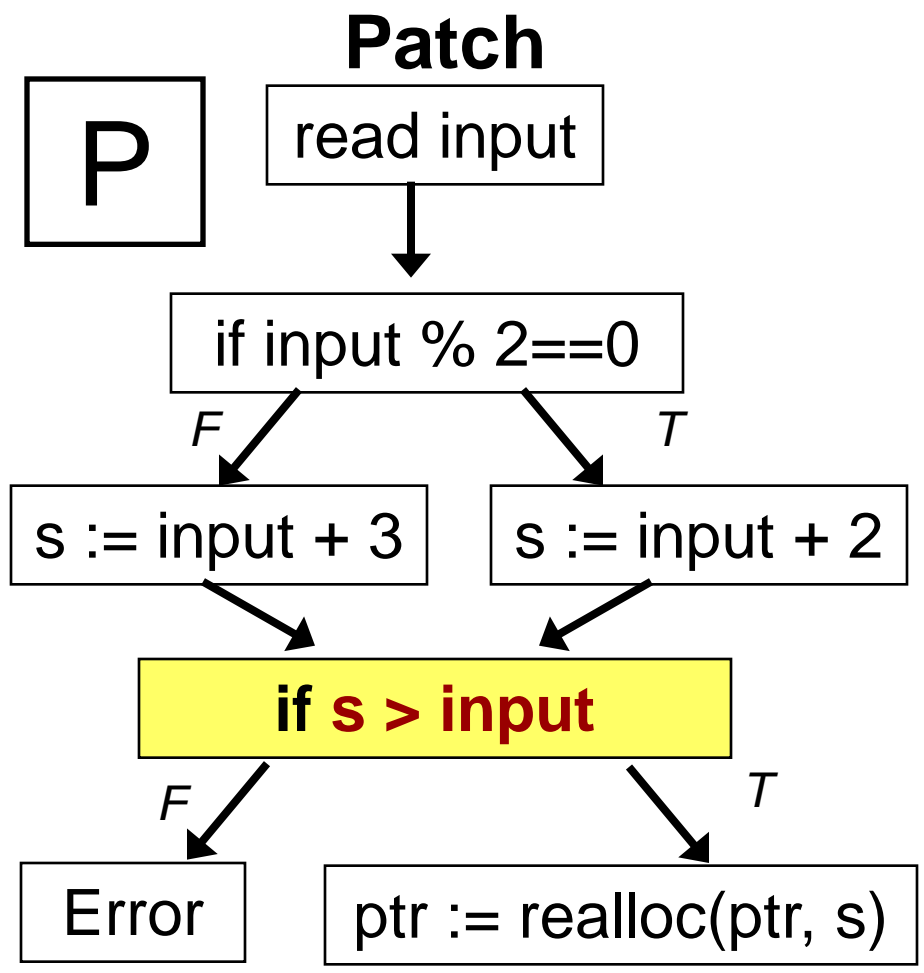 Patch
P
read input
if input % 2==0
F
T
s := input + 3
s := input + 2
if s > input
F
T
Error
ptr := realloc(ptr, s)